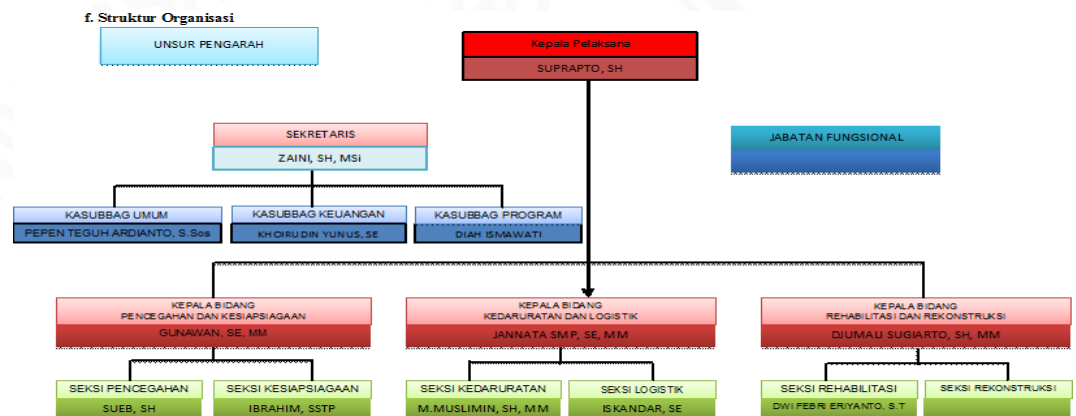 f. Struktur Organisasi
UNSUR PENGARAH
Kepala Pelaksana
SUPRAPTO, SH
SEKRETARIS
ZAINI, SH, MSi
JABATAN FUNGSIONAL
KASUBBAG UMUM
PEPEN TEGUH ARDIANTO, S.Sos
KASUBBAG KEUANGAN
KHOIRUDIN YUNUS, SE
KASUBBAG PROGRAM
DIAH ISMAWATI
KEPALA BIDANG
PENCEGAHAN DAN KESIAPSIAGAAN
GUNAWAN, SE, MM
KEPALA BIDANG
KEDARURATAN DAN LOGISTIK
JANNATA SMP, SE, MM
KEPALA BIDANG
REHABILITASI DAN REKONSTRUKSI
DJUMALI SUGIARTO, SH, MM
SEKSI PENCEGAHAN
SUEB, SH
SEKSI KESIAPSIAGAAN
IBRAHIM, SSTP
SEKSI KEDARURATAN
M.MUSLIMIN, SH, MM
SEKSI LOGISTIK
ISKANDAR, SE
SEKSI REHABILITASI
DWI FEBRI ERIYANTO, S.T
SEKSI REKONSTRUKSI